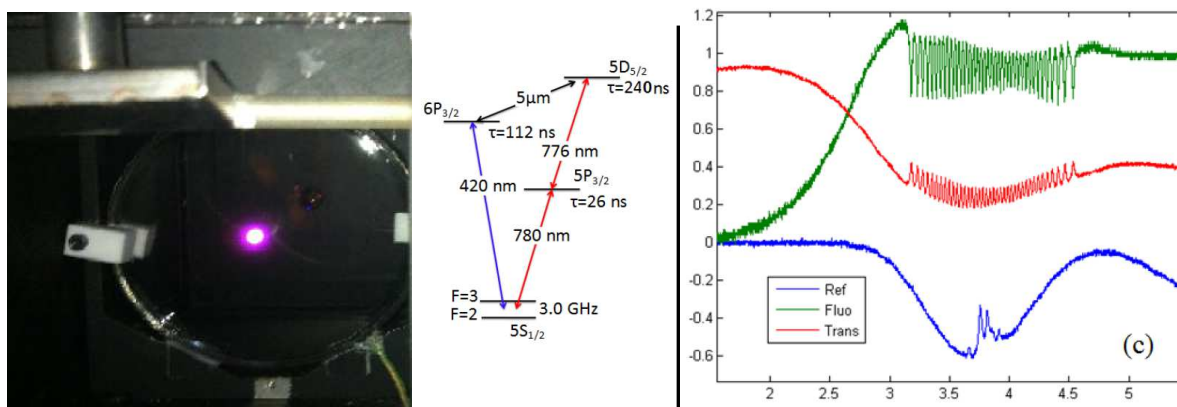 5D5/2
τ=240ns
5μm
6P3/2
τ=112 ns
776 nm
5P3/2
420 nm
τ=26 ns
780 nm
F=3
F=2
3.0 GHz
5S1/2
1.2
1
0.8
0.6
0.4
0.2
0
-0.2
-0.4
-0.6
Ref
Fluo
Trans
(c)
2 2.5 3 3.5 4 4.5 5